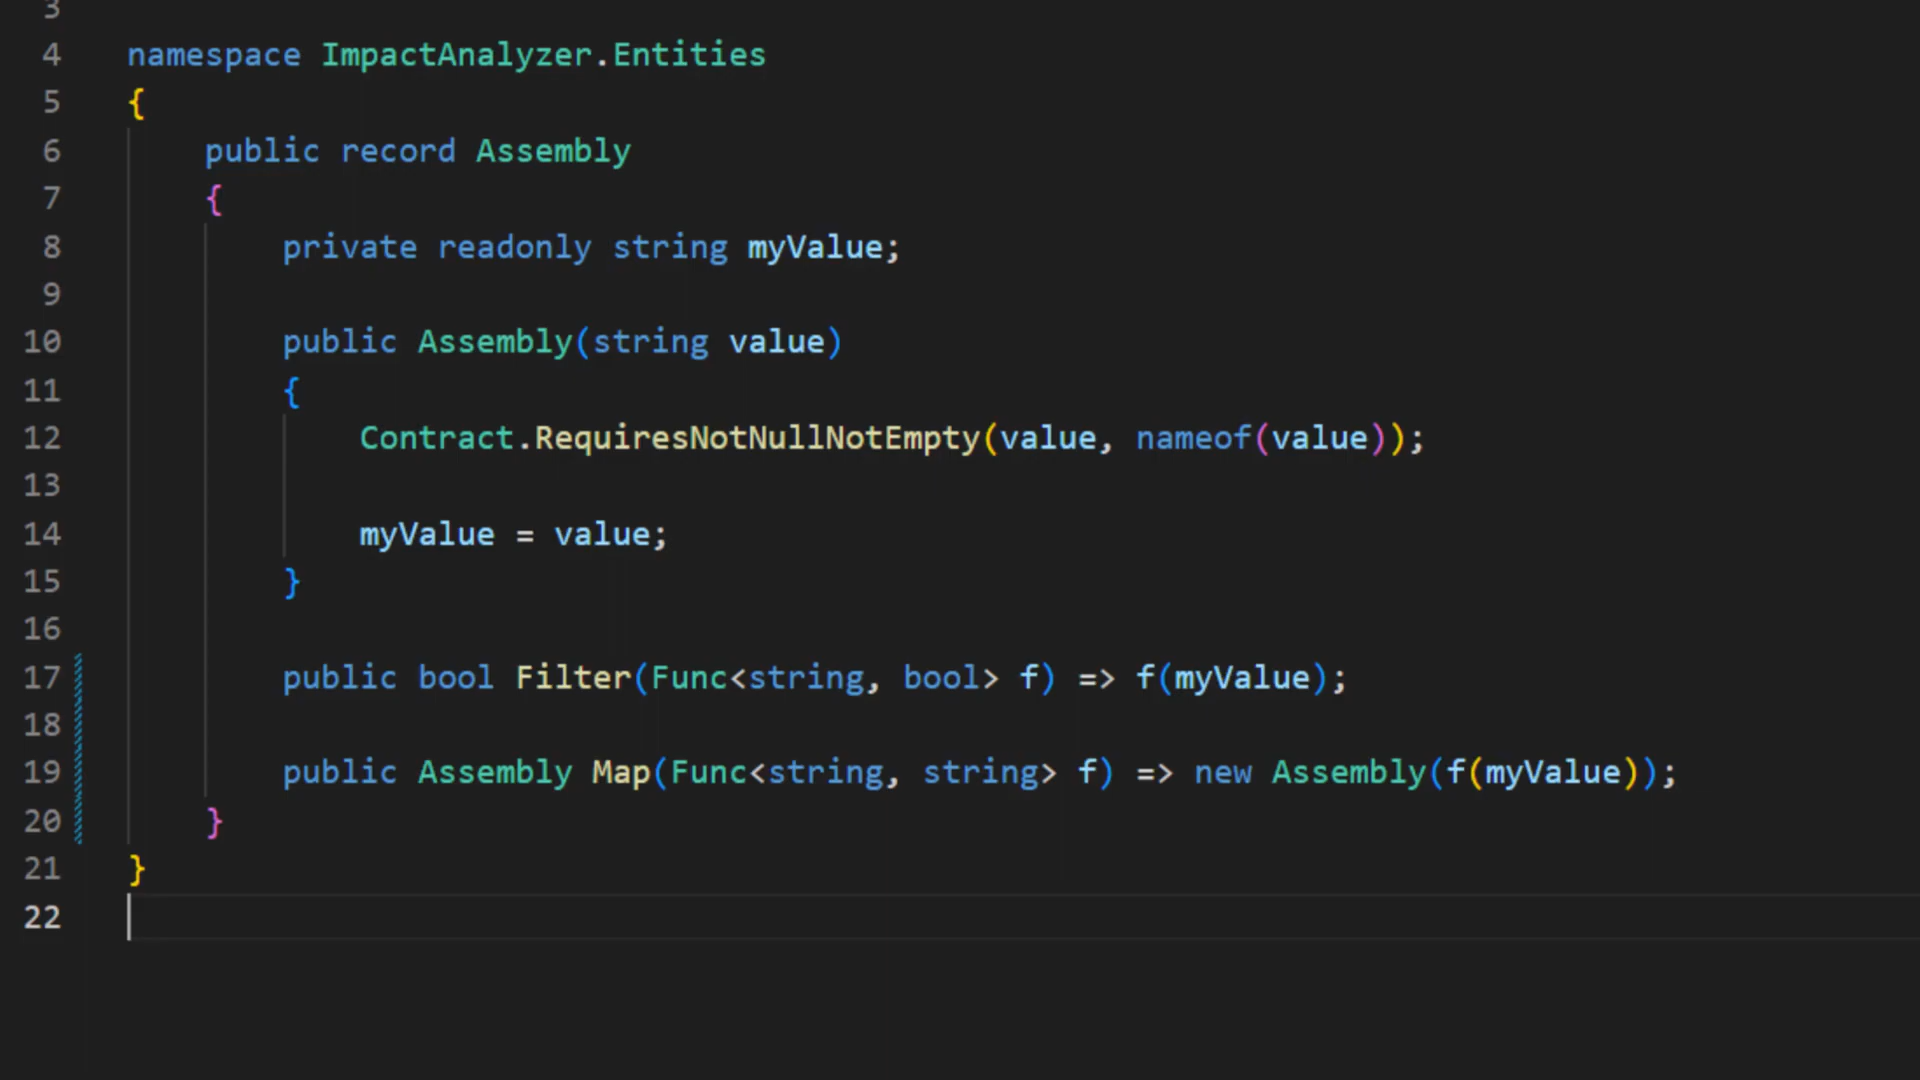 3
4 namespace ImpactAnalyzer.Entities
5 {
6 public record Assembly
7 {
8 private readonly string myValue;
9
10 public Assembly(string value)
11 {
12 Contract.RequiresNotNullNotEmpty(value, nameof(value));
13
14 myValue = value;
15 }
16
17 public bool Filter(Func<string, bool> f) => f(myValue);
18
19 public Assembly Map(Func<string, string> f) => new Assembly(f(myValue));
20 }
21 }
22